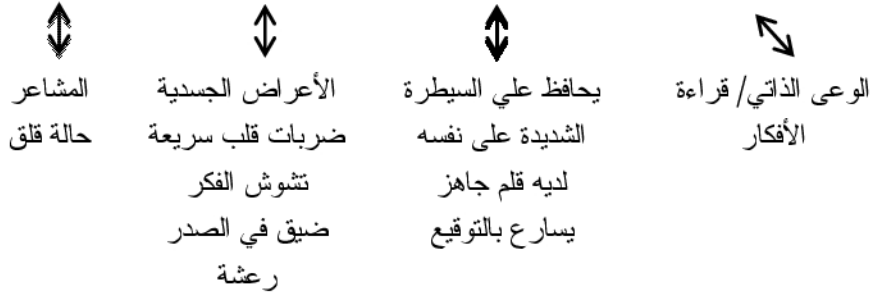 الوعى الذاتي/ قراءة
الأفكار
يحافظ علي السيطرة
الشديدة على نفسه
لديه قلم جاهز
يسارع بالتوقيع
الأعراض الجسدية
ضربات قلب سريعة
تشوش الفكر
ضيق في الصدر
رعشة
المشاعر
حالة قلق